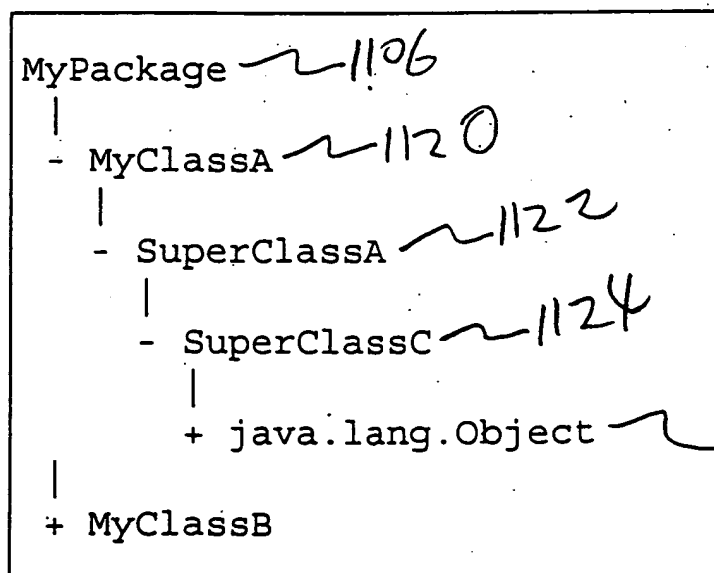 MyPackage 1106
|
- MyClassA 1120
|
- SuperClassA 1122
|
- SuperClassC 1124
|
+ java.lang.Object
|
+ MyClassB